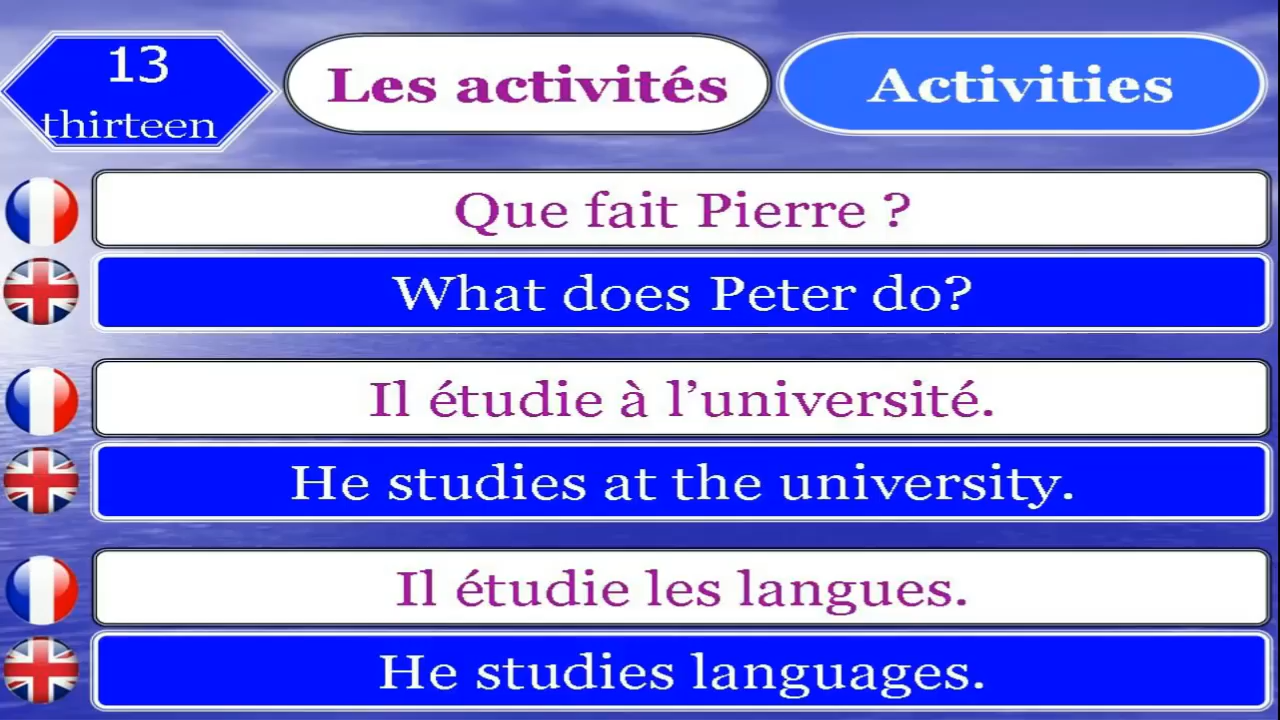 13
thirteen
Les activités
Activities
Que fait Pierre ?
What does Peter do?
Il étudie à l’université.
He studies at the university.
Il étudie les langues.
He studies languages.